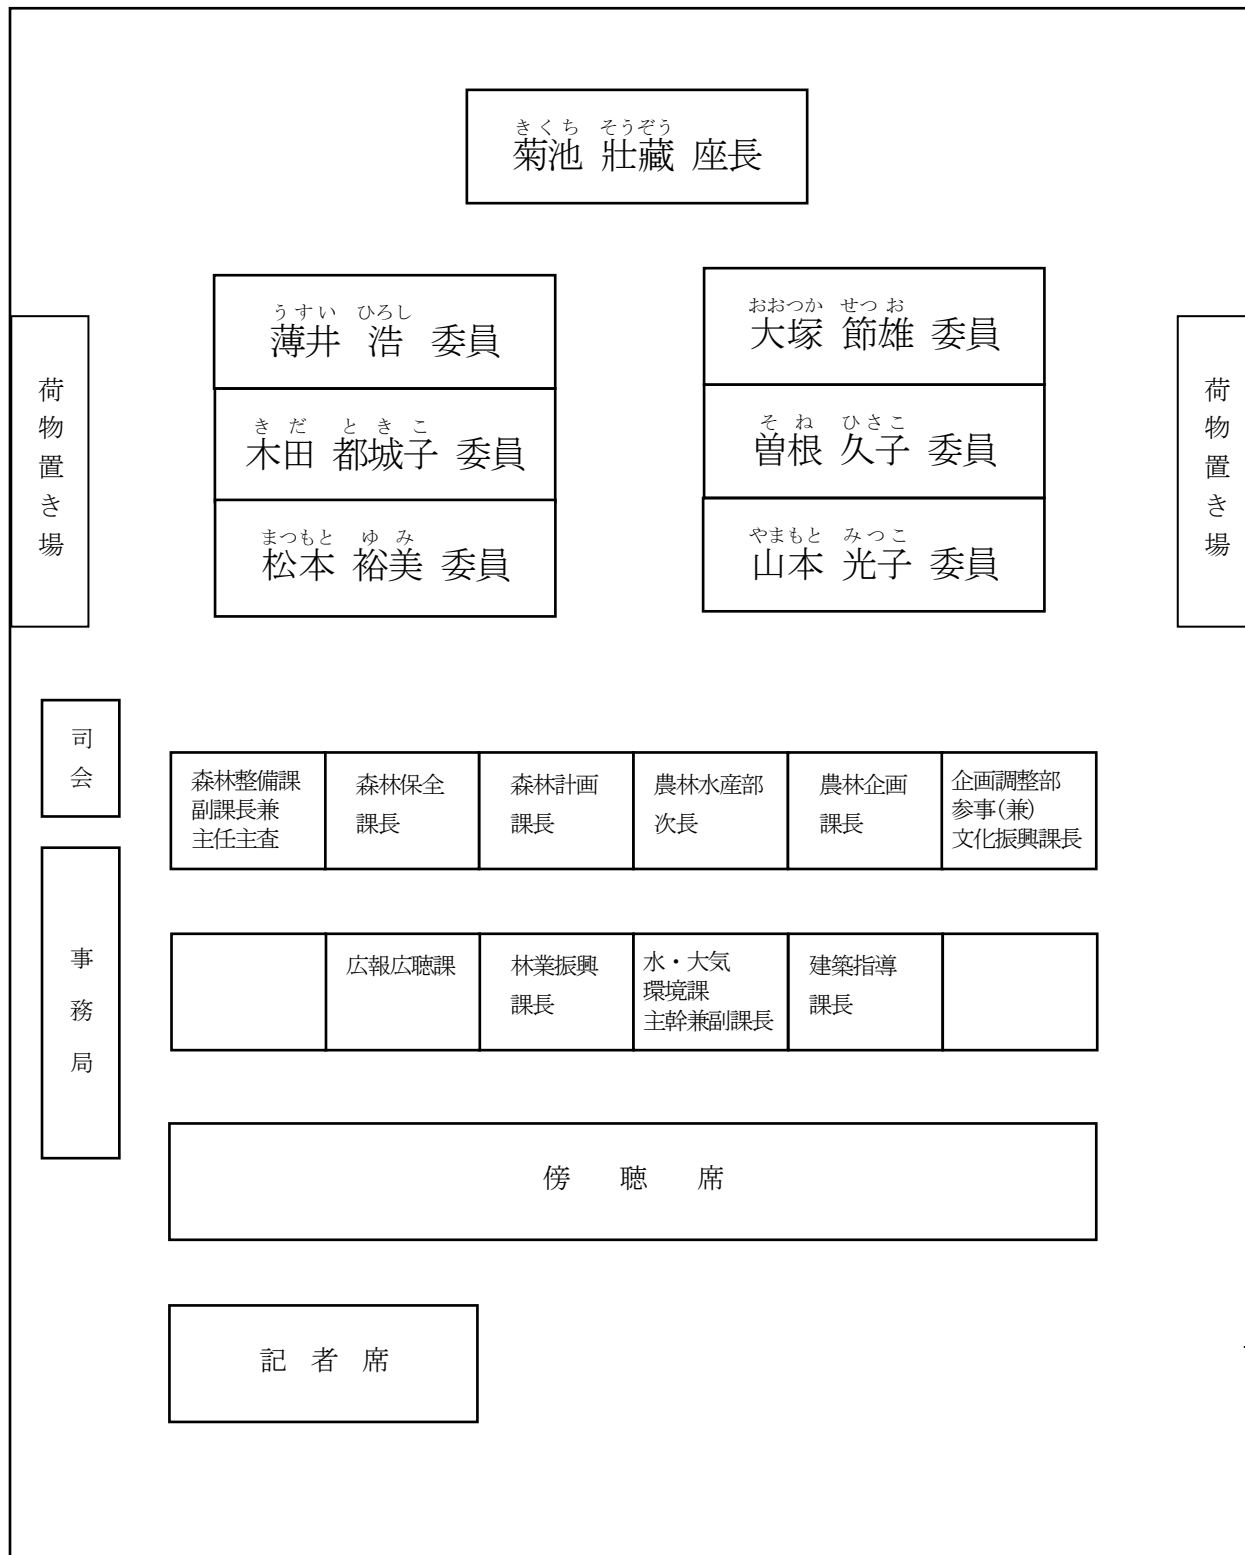 きくち そうぞう
菊池 壯藏 座長
うすい ひろし
薄井 浩 委員
きだ ときこ
木田 都城子 委員
まつもと ゆみ
松本 裕美 委員
おおつか せつお
大塚 節雄 委員
そね ひさこ
曽根 久子 委員
やまもと みつこ
山本 光子 委員
荷物置き場
荷物置き場
司会
事務局
森林整備課
副課長兼
主任主査
森林保全
課長
森林計画
課長
農林水産部
次長
農林企画
課長
企画調整部
参事(兼)
文化振興課長
広報広聴課
林業振興
課長
水・大気
環境課
主幹兼副課長
建築指導
課長
傍 聴 席
記 者 席